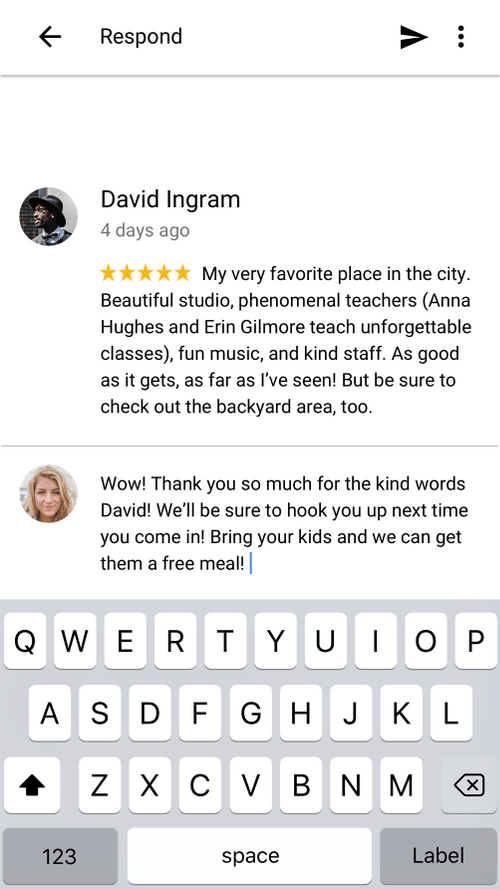 Respond
David Ingram
4 days ago
★★★★★ My very favorite place in the city.
Beautiful studio, phenomenal teachers (Anna
Hughes and Erin Gilmore teach unforgettable
classes), fun music, and kind staff. As good
as it gets, as far as I’ve seen! But be sure to
check out the backyard area, too.
Wow! Thank you so much for the kind words
David! We’ll be sure to hook you up next time
you come in! Bring your kids and we can get
them a free meal!
Q W E R T Y U I O P
A S D F G H J K L
Z X C V B N M
123 space Label